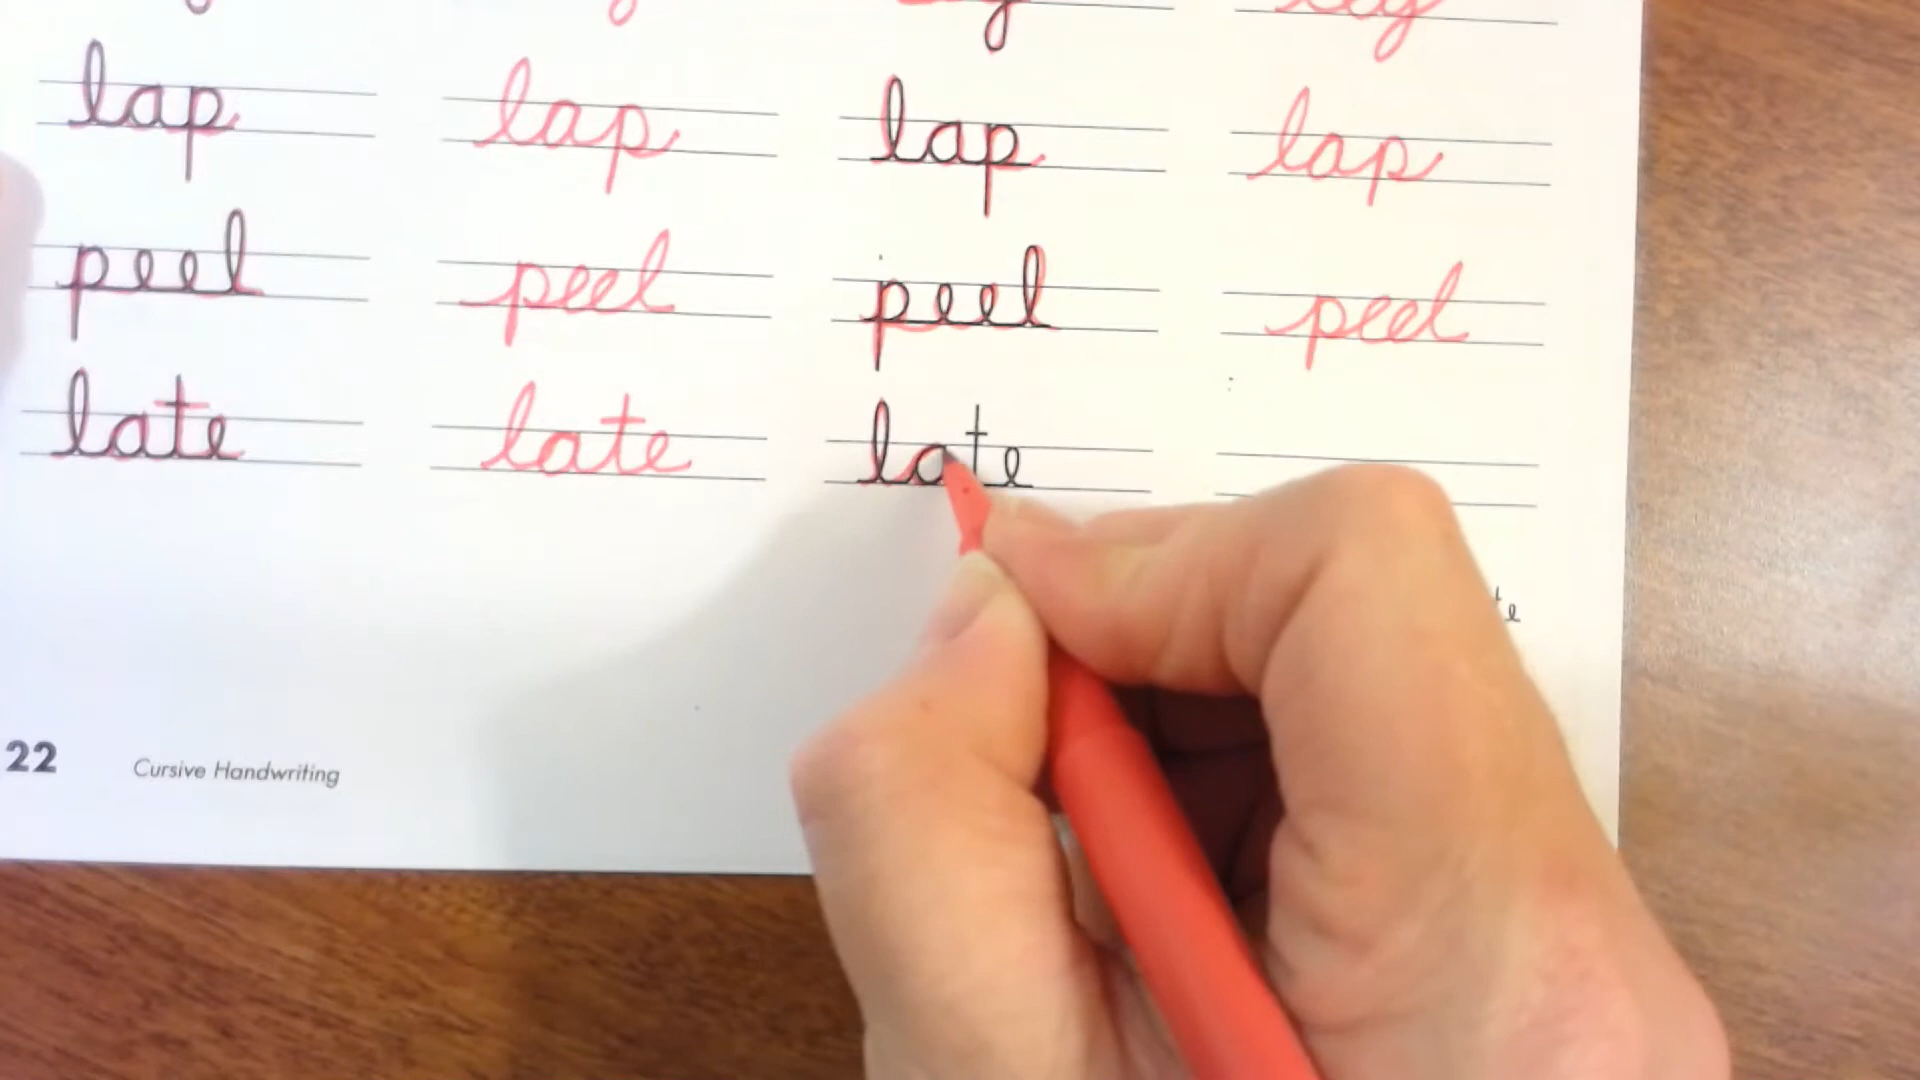 lap lap lap lap
peel peel peel peel
late late late
22 Cursive Handwriting